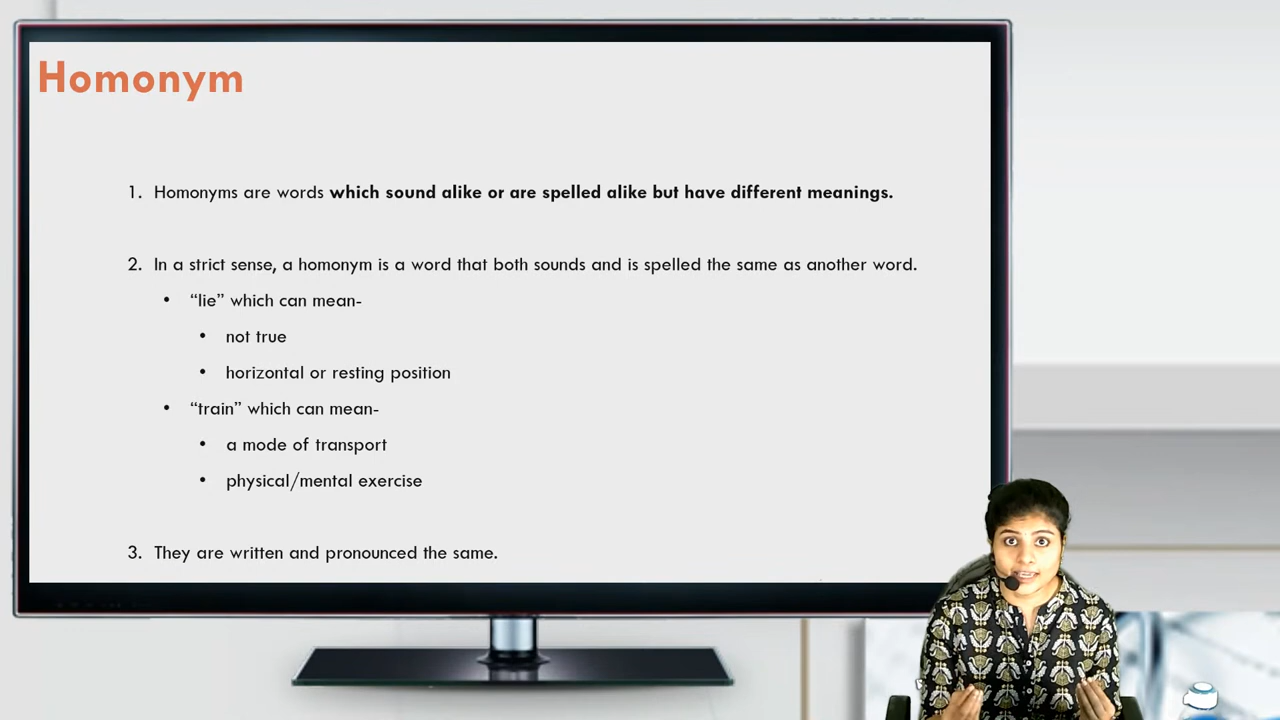 Homonym
1. Homonyms are words which sound alike or are spelled alike but have different meanings.
2. In a strict sense, a homonym is a word that both sounds and is spelled the same as another word.
• “lie” which can mean-
• not true
• horizontal or resting position
• “train” which can mean-
• a mode of transport
• physical/mental exercise
3. They are written and pronounced the same.